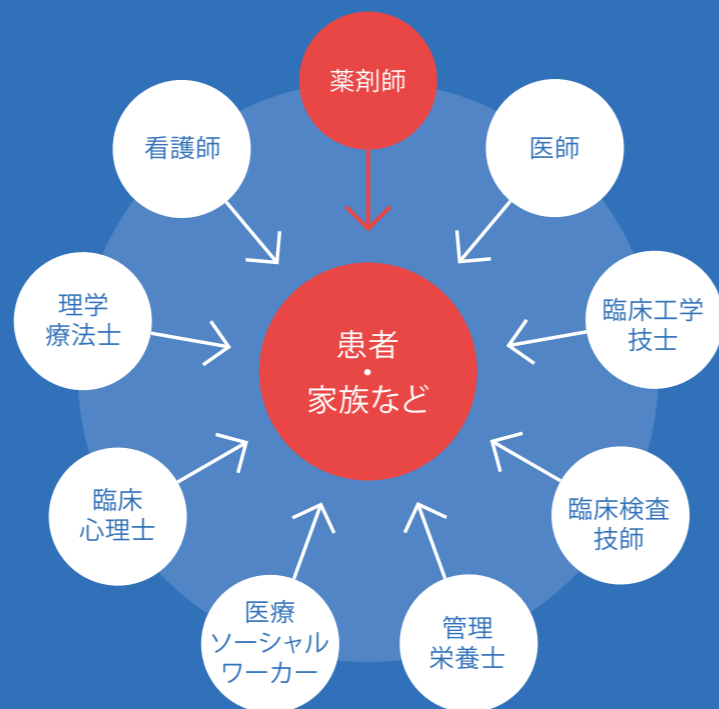 薬剤師
看護師
医師
理学
療法士
臨床工学
技士
患者
・
家族など
臨床
心理士
臨床検査
技師
医療
ソーシャル
ワーカー
管理
栄養士